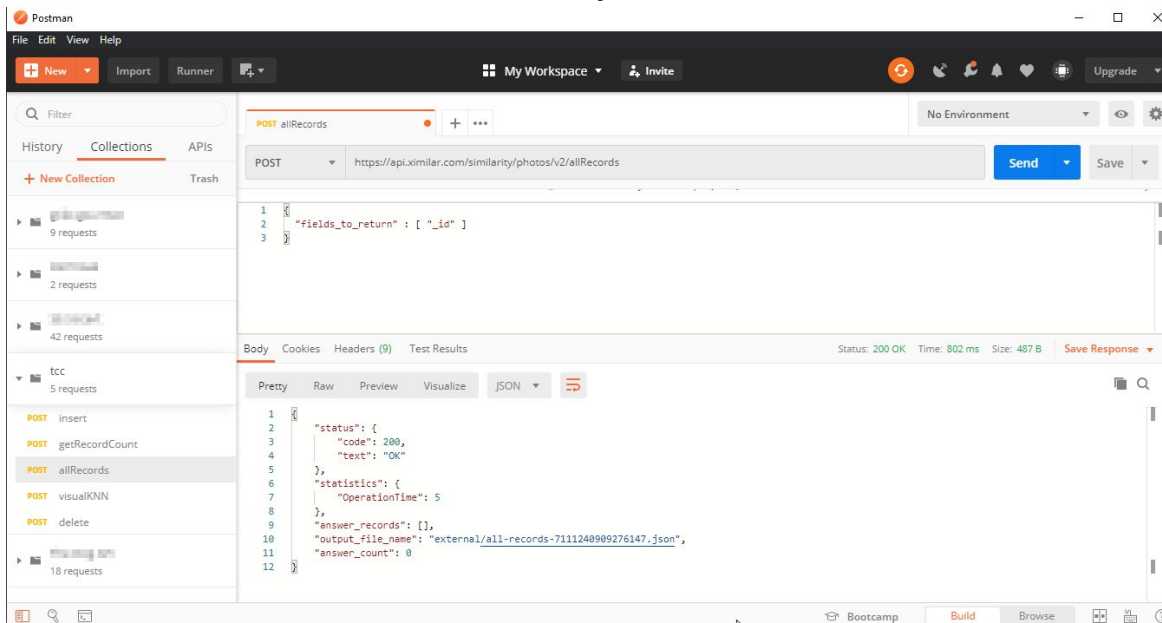 Postman
File Edit View Help
New Import Runner My Workspace Invite Upgrade
Filter
History Collections APIs
+ New Collection Trash
9 requests
2 requests
42 requests
tcc
5 requests
POST insert
POST getRecordCount
POST allRecords
POST visualKNN
POST delete
18 requests
POST allRecords + ••• No Environment
POST https://api.ximilar.com/similarity/photos/v2/allRecords Send Save
1 {
2 "fields_to_return" : [ "_id" ]
3 }
Body Cookies Headers (9) Test Results Status: 200 OK Time: 802 ms Size: 487 B Save Response
Pretty Raw Preview Visualize JSON
1 {
2 "status": {
3 "code": 200,
4 "text": "OK"
5 },
6 "statistics": {
7 "OperationTime": 5
8 },
9 "answer_records": [],
10 "output_file_name": "external/all-records-7111240909276147.json",
11 "answer_count": 0
12 }
Bootcamp Build Browse